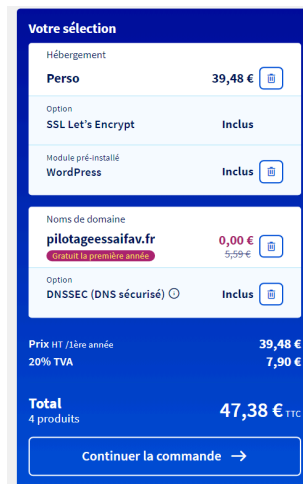 Votre sélection
Hébergement
Perso 39,48 €
Option
SSL Let's Encrypt Inclus
Module pré-installé
WordPress Inclus
Noms de domaine
pilotageessaifav.fr 0,00 €
Gratuit la première année 5,59 €
Option
DNSSEC (DNS sécurisé) Inclus
Prix HT /1ère année 39,48 €
20% TVA 7,90 €
Total
4 produits 47,38 € TTC
Continuer la commande →